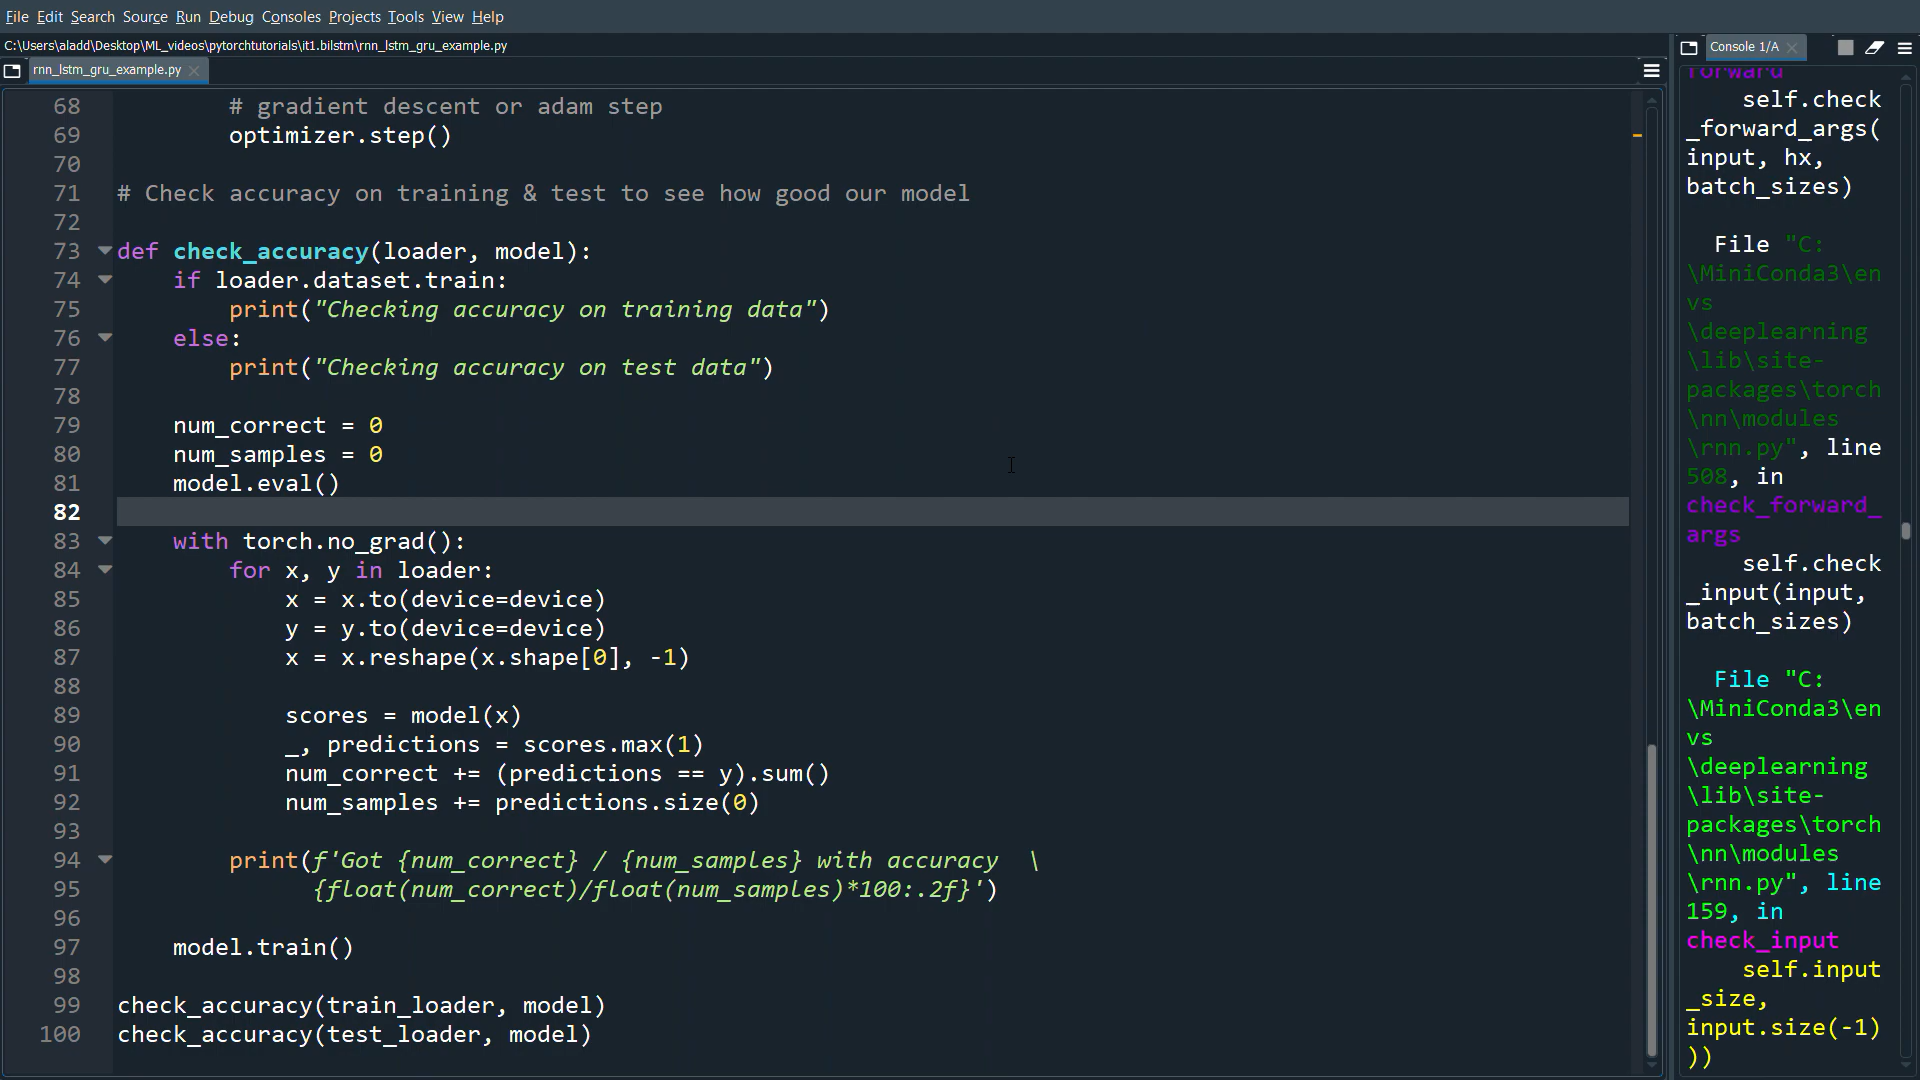 File Edit Search Source Run Debug Consoles Projects Tools View Help
C:\Users\aladd\Desktop\ML_videos\pytorchtutorials\it1.bilstm\rnn_lstm_gru_example.py
rnn_lstm_gru_example.py
68 # gradient descent or adam step
69 optimizer.step()
70
71 # Check accuracy on training & test to see how good our model
72
73 def check_accuracy(loader, model):
74 if loader.dataset.train:
75 print("Checking accuracy on training data")
76 else:
77 print("Checking accuracy on test data")
78
79 num_correct = 0
80 num_samples = 0
81 model.eval()
82
83 with torch.no_grad():
84 for x, y in loader:
85 x = x.to(device=device)
86 y = y.to(device=device)
87 x = x.reshape(x.shape[0], -1)
88
89 scores = model(x)
90 _, predictions = scores.max(1)
91 num_correct += (predictions == y).sum()
92 num_samples += predictions.size(0)
93
94 print(f'Got {num_correct} / {num_samples} with accuracy \
95 {float(num_correct)/float(num_samples)*100:.2f}')
96
97 model.train()
98
99 check_accuracy(train_loader, model)
100 check_accuracy(test_loader, model)
Console 1/A
forward
self.check
_forward_args(
input, hx,
batch_sizes)
File "C:
\MiniConda3\en
vs
\deeplearning
\lib\site-
packages\torch
\nn\modules
\rnn.py", line
508, in
check_forward_
args
self.check
_input(input,
batch_sizes)
File "C:
\MiniConda3\en
vs
\deeplearning
\lib\site-
packages\torch
\nn\modules
\rnn.py", line
159, in
check_input
self.input
_size,
input.size(-1)
))